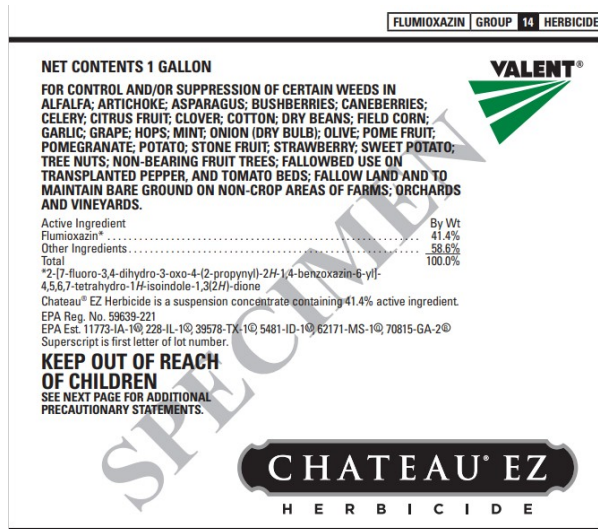 FLUMIOXAZIN GROUP 14 HERBICIDE
NET CONTENTS 1 GALLON
VALENT®
FOR CONTROL AND/OR SUPPRESSION OF CERTAIN WEEDS IN
ALFALFA; ARTICHOKE; ASPARAGUS; BUSHBERRIES; CANEBERRIES;
CELERY; CITRUS FRUIT; CLOVER; COTTON; DRY BEANS; FIELD CORN;
GARLIC; GRAPE; HOPS; MINT; ONION (DRY BULB); OLIVE; POME FRUIT;
POMEGRANATE; POTATO; STONE FRUIT; STRAWBERRY; SWEET POTATO;
TREE NUTS; NON-BEARING FRUIT TREES; FALLOWBED USE ON
TRANSPLANTED PEPPER, AND TOMATO BEDS; FALLOW LAND AND TO
MAINTAIN BARE GROUND ON NON-CROP AREAS OF FARMS; ORCHARDS
AND VINEYARDS.
Active Ingredient By Wt
Flumioxazin* . . . . . . . . . . . . . . . . . . . . . . . . . . . . . . 41.4%
Other Ingredients . . . . . . . . . . . . . . . . . . . . . . . . . . . . . . 58.6%
Total 100.0%
*2-[7-fluoro-3,4-dihydro-3-oxo-4-(2-propynyl)-2H-1,4-benzoxazin-6-yl]-
4,5,6,7-tetrahydro-1H-isoindole-1,3(2H)-dione
Chateau® EZ Herbicide is a suspension concentrate containing 41.4% active ingredient.
EPA Reg. No. 59639-221
EPA Est. 11773-IA-1, 228-IL-1, 39578-TX-1, 5481-ID-1, 62171-MS-1, 70815-GA-2
Superscript is first letter of lot number.
KEEP OUT OF REACH
OF CHILDREN
SEE NEXT PAGE FOR ADDITIONAL
PRECAUTIONARY STATEMENTS.
SPECIMEN
CHATEAU® EZ
HERBICIDE